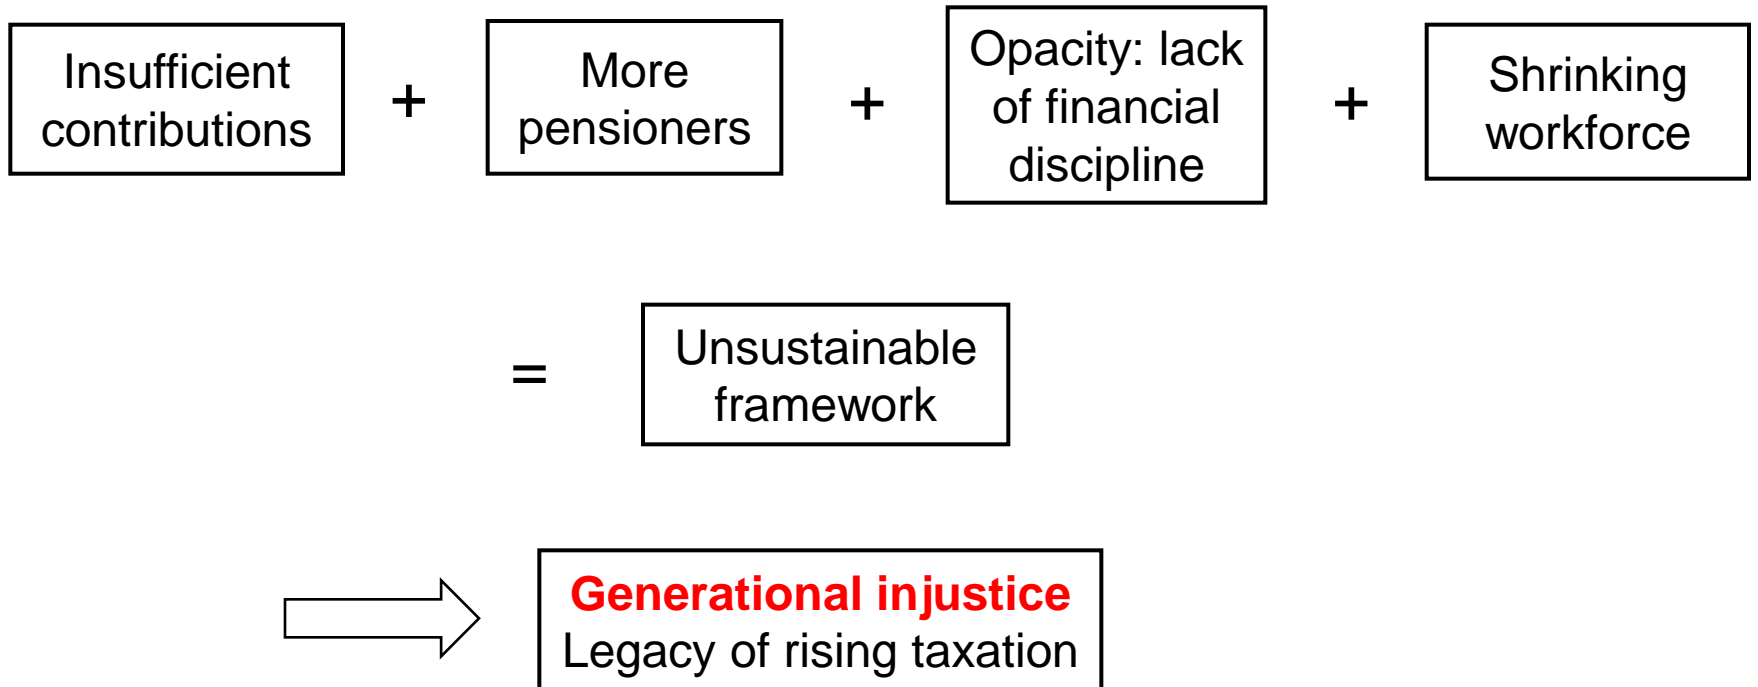 Insufficient
contributions
+
More
pensioners
+
Opacity: lack
of financial
discipline
+
Shrinking
workforce
=
Unsustainable
framework
Generational injustice
Legacy of rising taxation